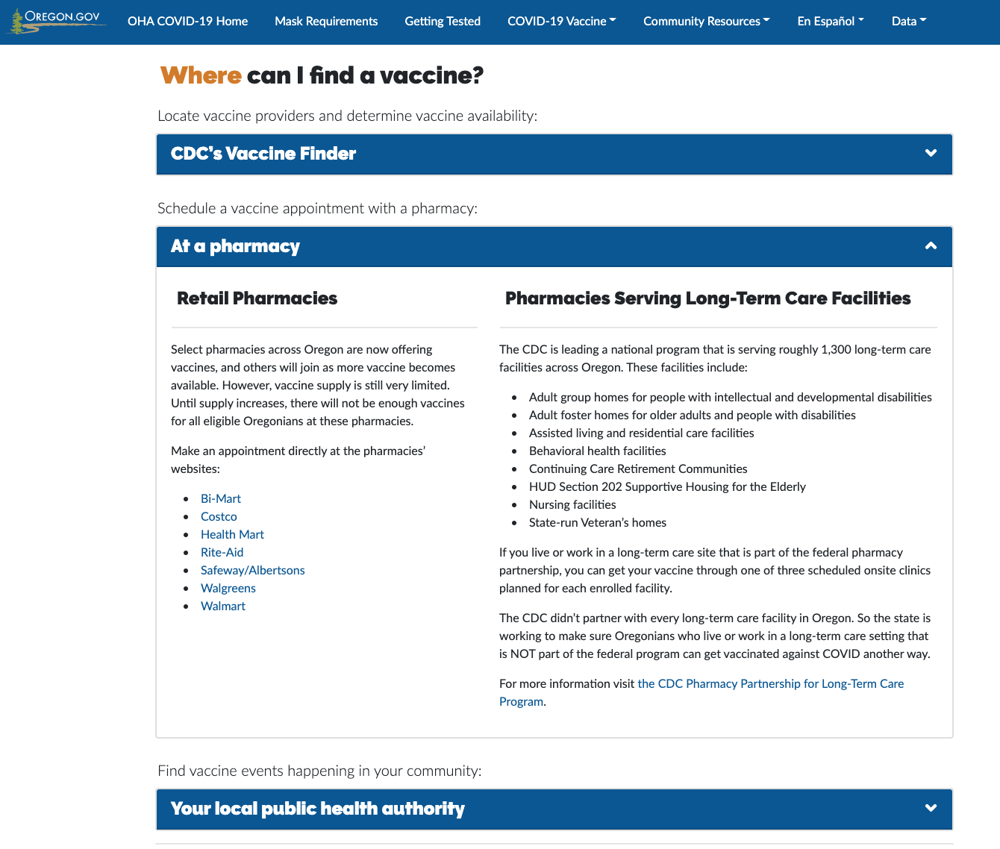 OREGON.GOV
OHA COVID-19 Home
Mask Requirements
Getting Tested
COVID-19 Vaccine
Community Resources
En Español
Data
Where can I find a vaccine?
Locate vaccine providers and determine vaccine availability:
CDC's Vaccine Finder
Schedule a vaccine appointment with a pharmacy:
At a pharmacy
Retail Pharmacies
Select pharmacies across Oregon are now offering
vaccines, and others will join as more vaccine becomes
available. However, vaccine supply is still very limited.
Until supply increases, there will not be enough vaccines
for all eligible Oregonians at these pharmacies.
Make an appointment directly at the pharmacies’
websites:
• Bi-Mart
• Costco
• Health Mart
• Rite-Aid
• Safeway/Albertsons
• Walgreens
• Walmart
Pharmacies Serving Long-Term Care Facilities
The CDC is leading a national program that is serving roughly 1,300 long-term care
facilities across Oregon. These facilities include:
• Adult group homes for people with intellectual and developmental disabilities
• Adult foster homes for older adults and people with disabilities
• Assisted living and residential care facilities
• Behavioral health facilities
• Continuing Care Retirement Communities
• HUD Section 202 Supportive Housing for the Elderly
• Nursing facilities
• State-run Veteran’s homes
If you live or work in a long-term care site that is part of the federal pharmacy
partnership, you can get your vaccine through one of three scheduled onsite clinics
planned for each enrolled facility.
The CDC didn’t partner with every long-term care facility in Oregon. So the state is
working to make sure Oregonians who live or work in a long-term care setting that
is NOT part of the federal program can get vaccinated against COVID another way.
For more information visit the CDC Pharmacy Partnership for Long-Term Care
Program.
Find vaccine events happening in your community:
Your local public health authority